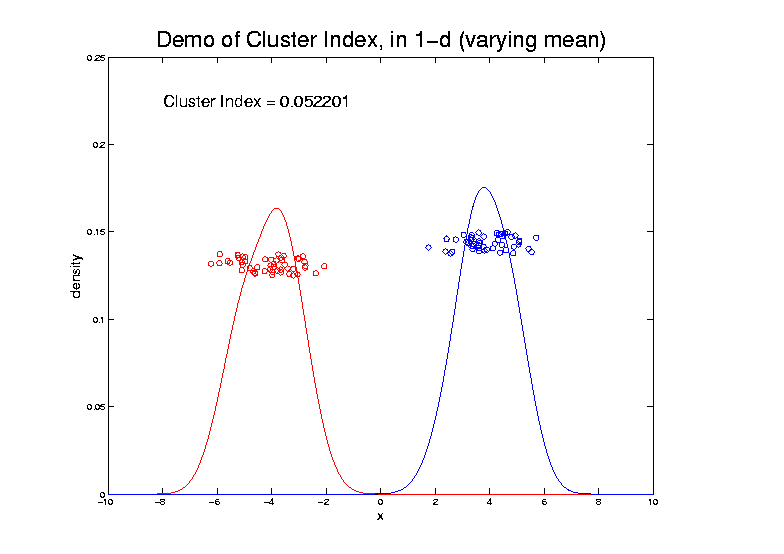 Demo of Cluster Index, in 1-d (varying mean)
0.25
Cluster Index = 0.052201
0.2
0.15
density
0.1
0.05
0
-10 -8 -6 -4 -2 0 2 4 6 8 10
x